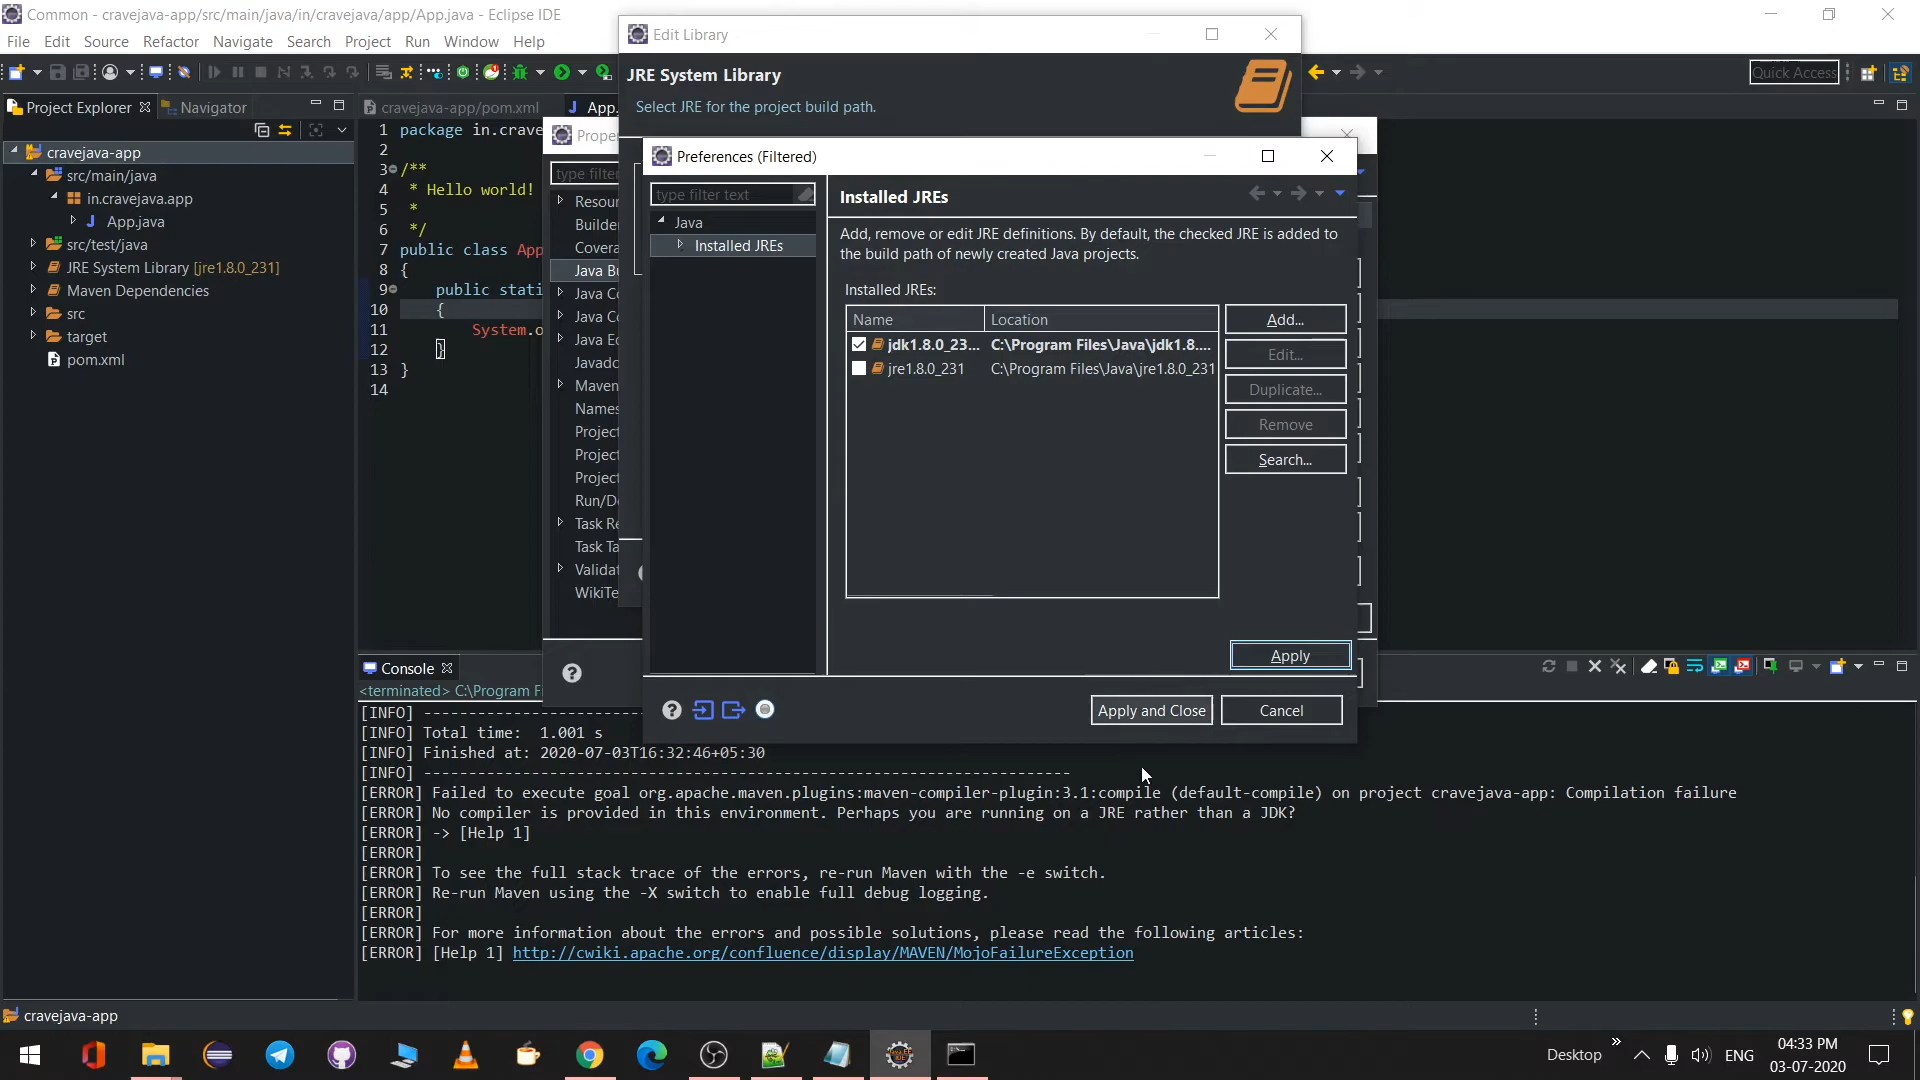 Common - cravejava-app/src/main/java/in/cravejava/app/App.java - Eclipse IDE
File Edit Source Refactor Navigate Search Project Run Window Help
Quick Access
Project Explorer
Navigator
cravejava-app
src/main/java
in.cravejava.app
App.java
src/test/java
JRE System Library [jre1.8.0_231]
Maven Dependencies
src
target
pom.xml
cravejava-app/pom.xml
App.
1 package in.crave
2
3 /**
4 * Hello world!
5 *
6 */
7 public class App
8 {
9 public stati
10 {
11 System.o
12 }
13 }
14
Edit Library
JRE System Library
Select JRE for the project build path.
Prope
type filte
Resou
Builde
Covera
Java Bu
Java Co
Java Co
Java Ed
Javado
Maven
Names
Project
Project
Project
Run/De
Task Re
Task Ta
Validat
WikiTe
Preferences (Filtered)
type filter text
Java
Installed JREs
Installed JREs
Add, remove or edit JRE definitions. By default, the checked JRE is added to
the build path of newly created Java projects.
Installed JREs:
Name Location
jdk1.8.0_23... C:\Program Files\Java\jdk1.8....
jre1.8.0_231 C:\Program Files\Java\jre1.8.0_231
Add...
Edit...
Duplicate...
Remove
Search...
Apply
Apply and Close
Cancel
Console
<terminated> C:\Program F
[INFO] ------------------------------------------------------------------------
[INFO] Total time:  1.001 s
[INFO] Finished at: 2020-07-03T16:32:46+05:30
[INFO] ------------------------------------------------------------------------
[ERROR] Failed to execute goal org.apache.maven.plugins:maven-compiler-plugin:3.1:compile (default-compile) on project cravejava-app: Compilation failure
[ERROR] No compiler is provided in this environment. Perhaps you are running on a JRE rather than a JDK?
[ERROR] -> [Help 1]
[ERROR]
[ERROR] To see the full stack trace of the errors, re-run Maven with the -e switch.
[ERROR] Re-run Maven using the -X switch to enable full debug logging.
[ERROR]
[ERROR] For more information about the errors and possible solutions, please read the following articles:
[ERROR] [Help 1] http://cwiki.apache.org/confluence/display/MAVEN/MojoFailureException
cravejava-app
Desktop
ENG
04:33 PM
03-07-2020